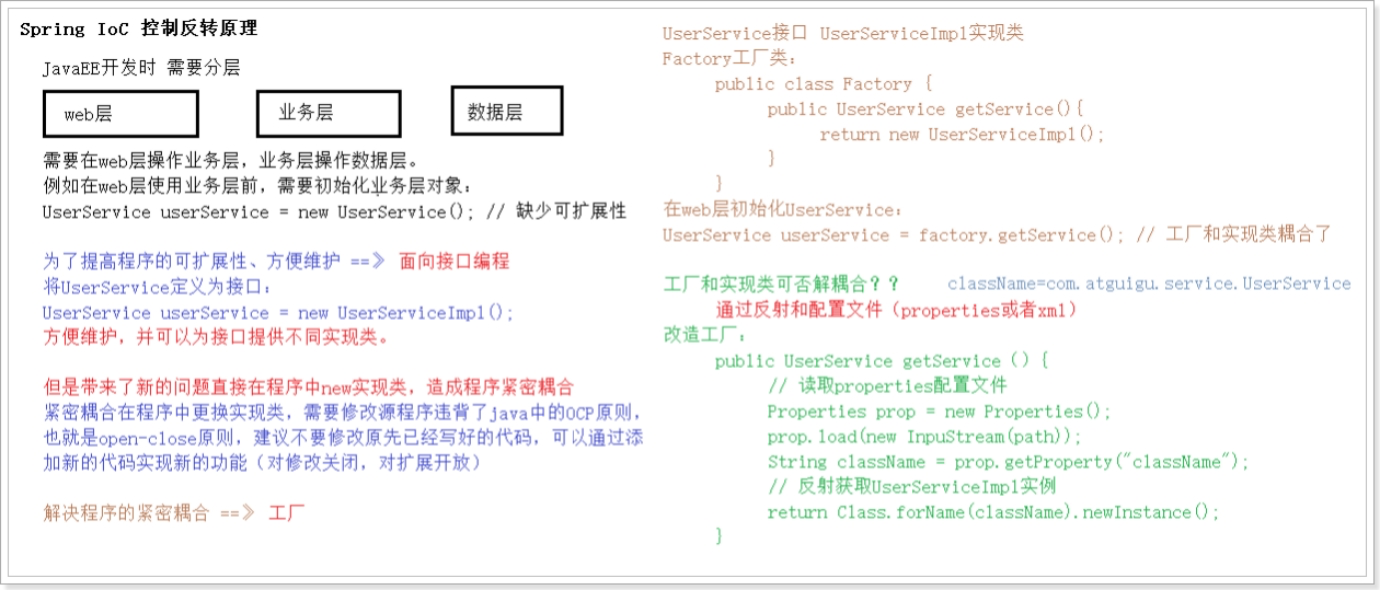 Spring IoC 控制反转原理
JavaEE开发时 需要分层
web层
业务层
数据层
需要在web层操作业务层，业务层操作数据层。
例如在web层使用业务层前，需要初始化业务层对象：
UserService userService = new UserService(); // 缺少可扩展性
为了提高程序的可扩展性、方便维护 ==》 面向接口编程
将UserService定义为接口：
UserService userService = new UserServiceImpl();
方便维护，并可以为接口提供不同实现类。
但是带来了新的问题直接在程序中new实现类，造成程序紧密耦合
紧密耦合在程序中更换实现类，需要修改源程序违背了java中的OCP原则，
也就是open-close原则，建议不要修改原先已经写好的代码，可以通过添
加新的代码实现新的功能（对修改关闭，对扩展开放）
解决程序的紧密耦合 ==》 工厂
UserService接口 UserServiceImpl实现类
Factory工厂类：
public class Factory {
public UserService getService(){
return new UserServiceImpl();
}
}
在web层初始化UserService：
UserService userService = factory.getService(); // 工厂和实现类耦合了
工厂和实现类可否解耦合？？ className=com.atguigu.service.UserService
通过反射和配置文件（properties或者xml）
改造工厂：
public UserService getService（）{
// 读取properties配置文件
Properties prop = new Properties();
prop.load(new InpuStream(path));
String className = prop.getProperty("className");
// 反射获取UserServiceImpl实例
return Class.forName(className).newInstance();
}